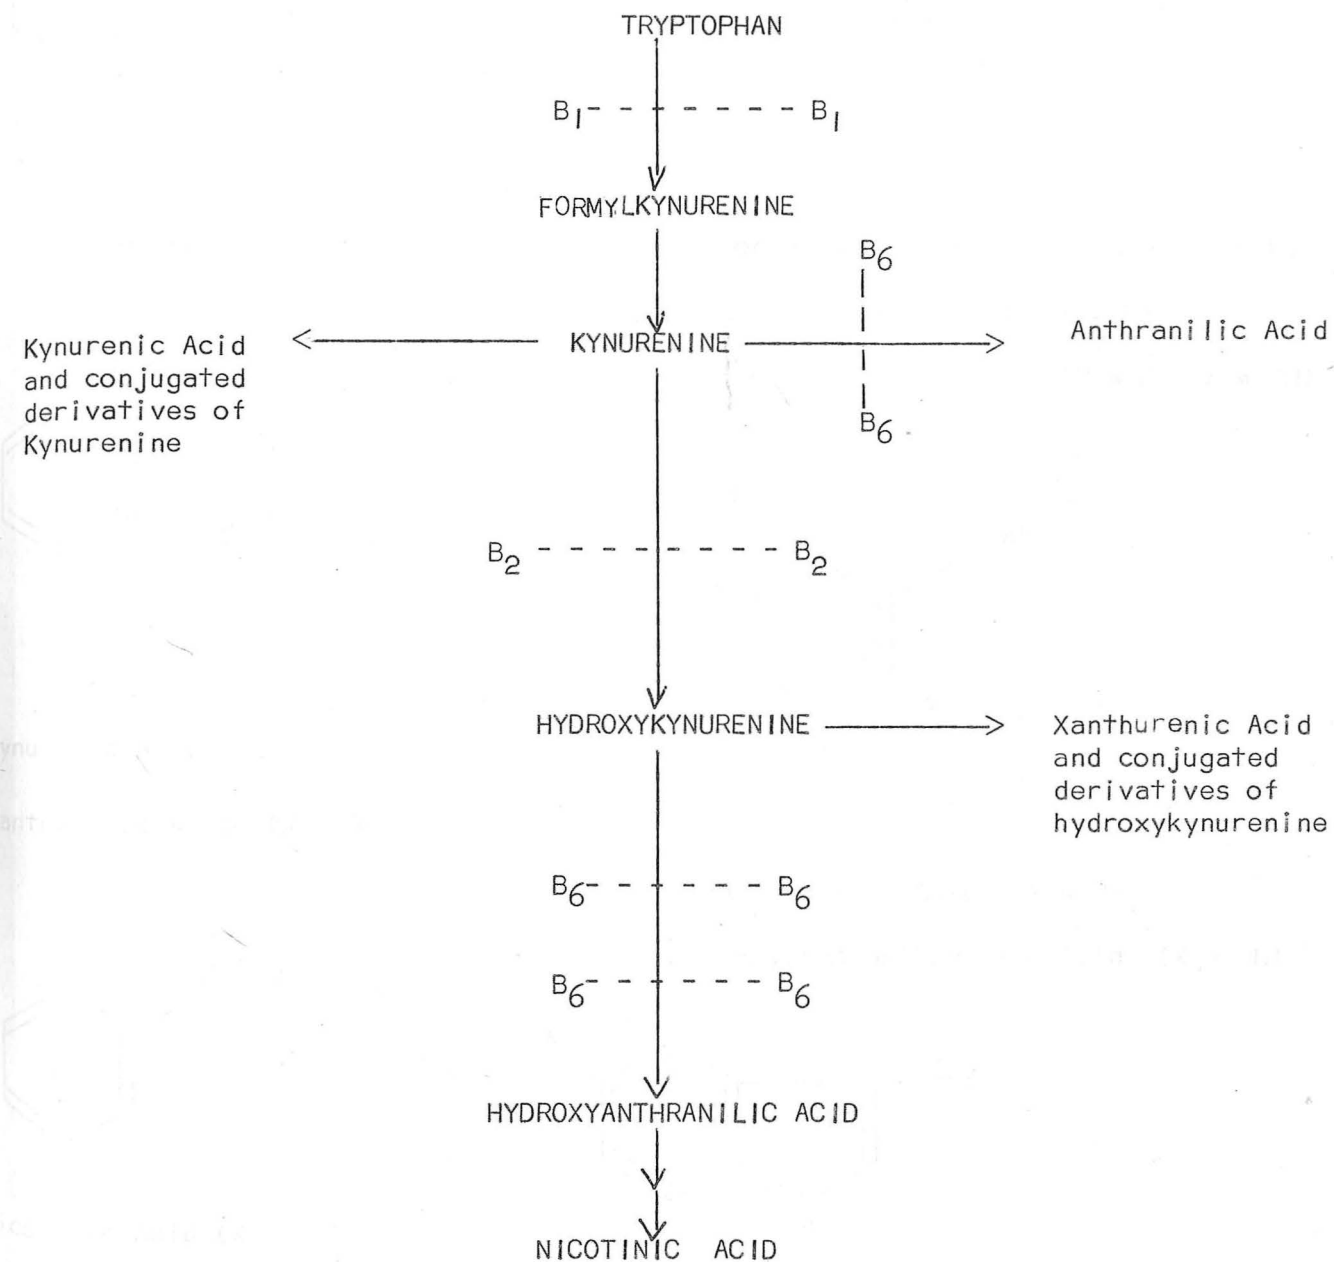 TRYPTOPHAN
B1 B1
FORMYLKYNURENINE
B6
Kynurenic Acid
and conjugated
derivatives of
Kynurenine
KYNURENINE
Anthranilic Acid
B6
B2 B2
HYDROXYKYNURENINE
Xanthurenic Acid
and conjugated
derivatives of
hydroxykynurenine
B6 B6
B6 B6
HYDROXYANTHRANILIC ACID
NICOTINIC ACID